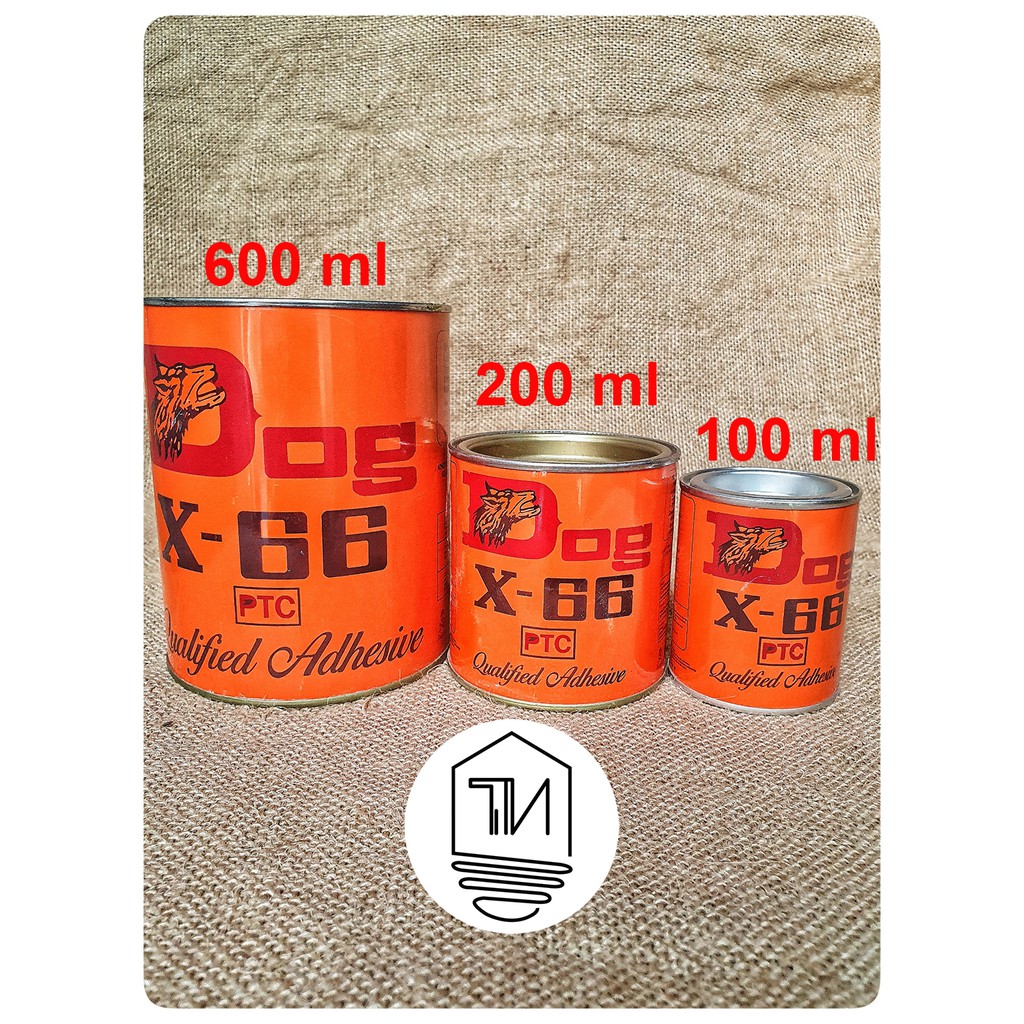 600 ml
200 ml
100 ml
Dog
X-66
PTC
Qualified Adhesive
Dog
X-66
PTC
Qualified Adhesive
Dog
X-66
PTC
Qualified Adhesive